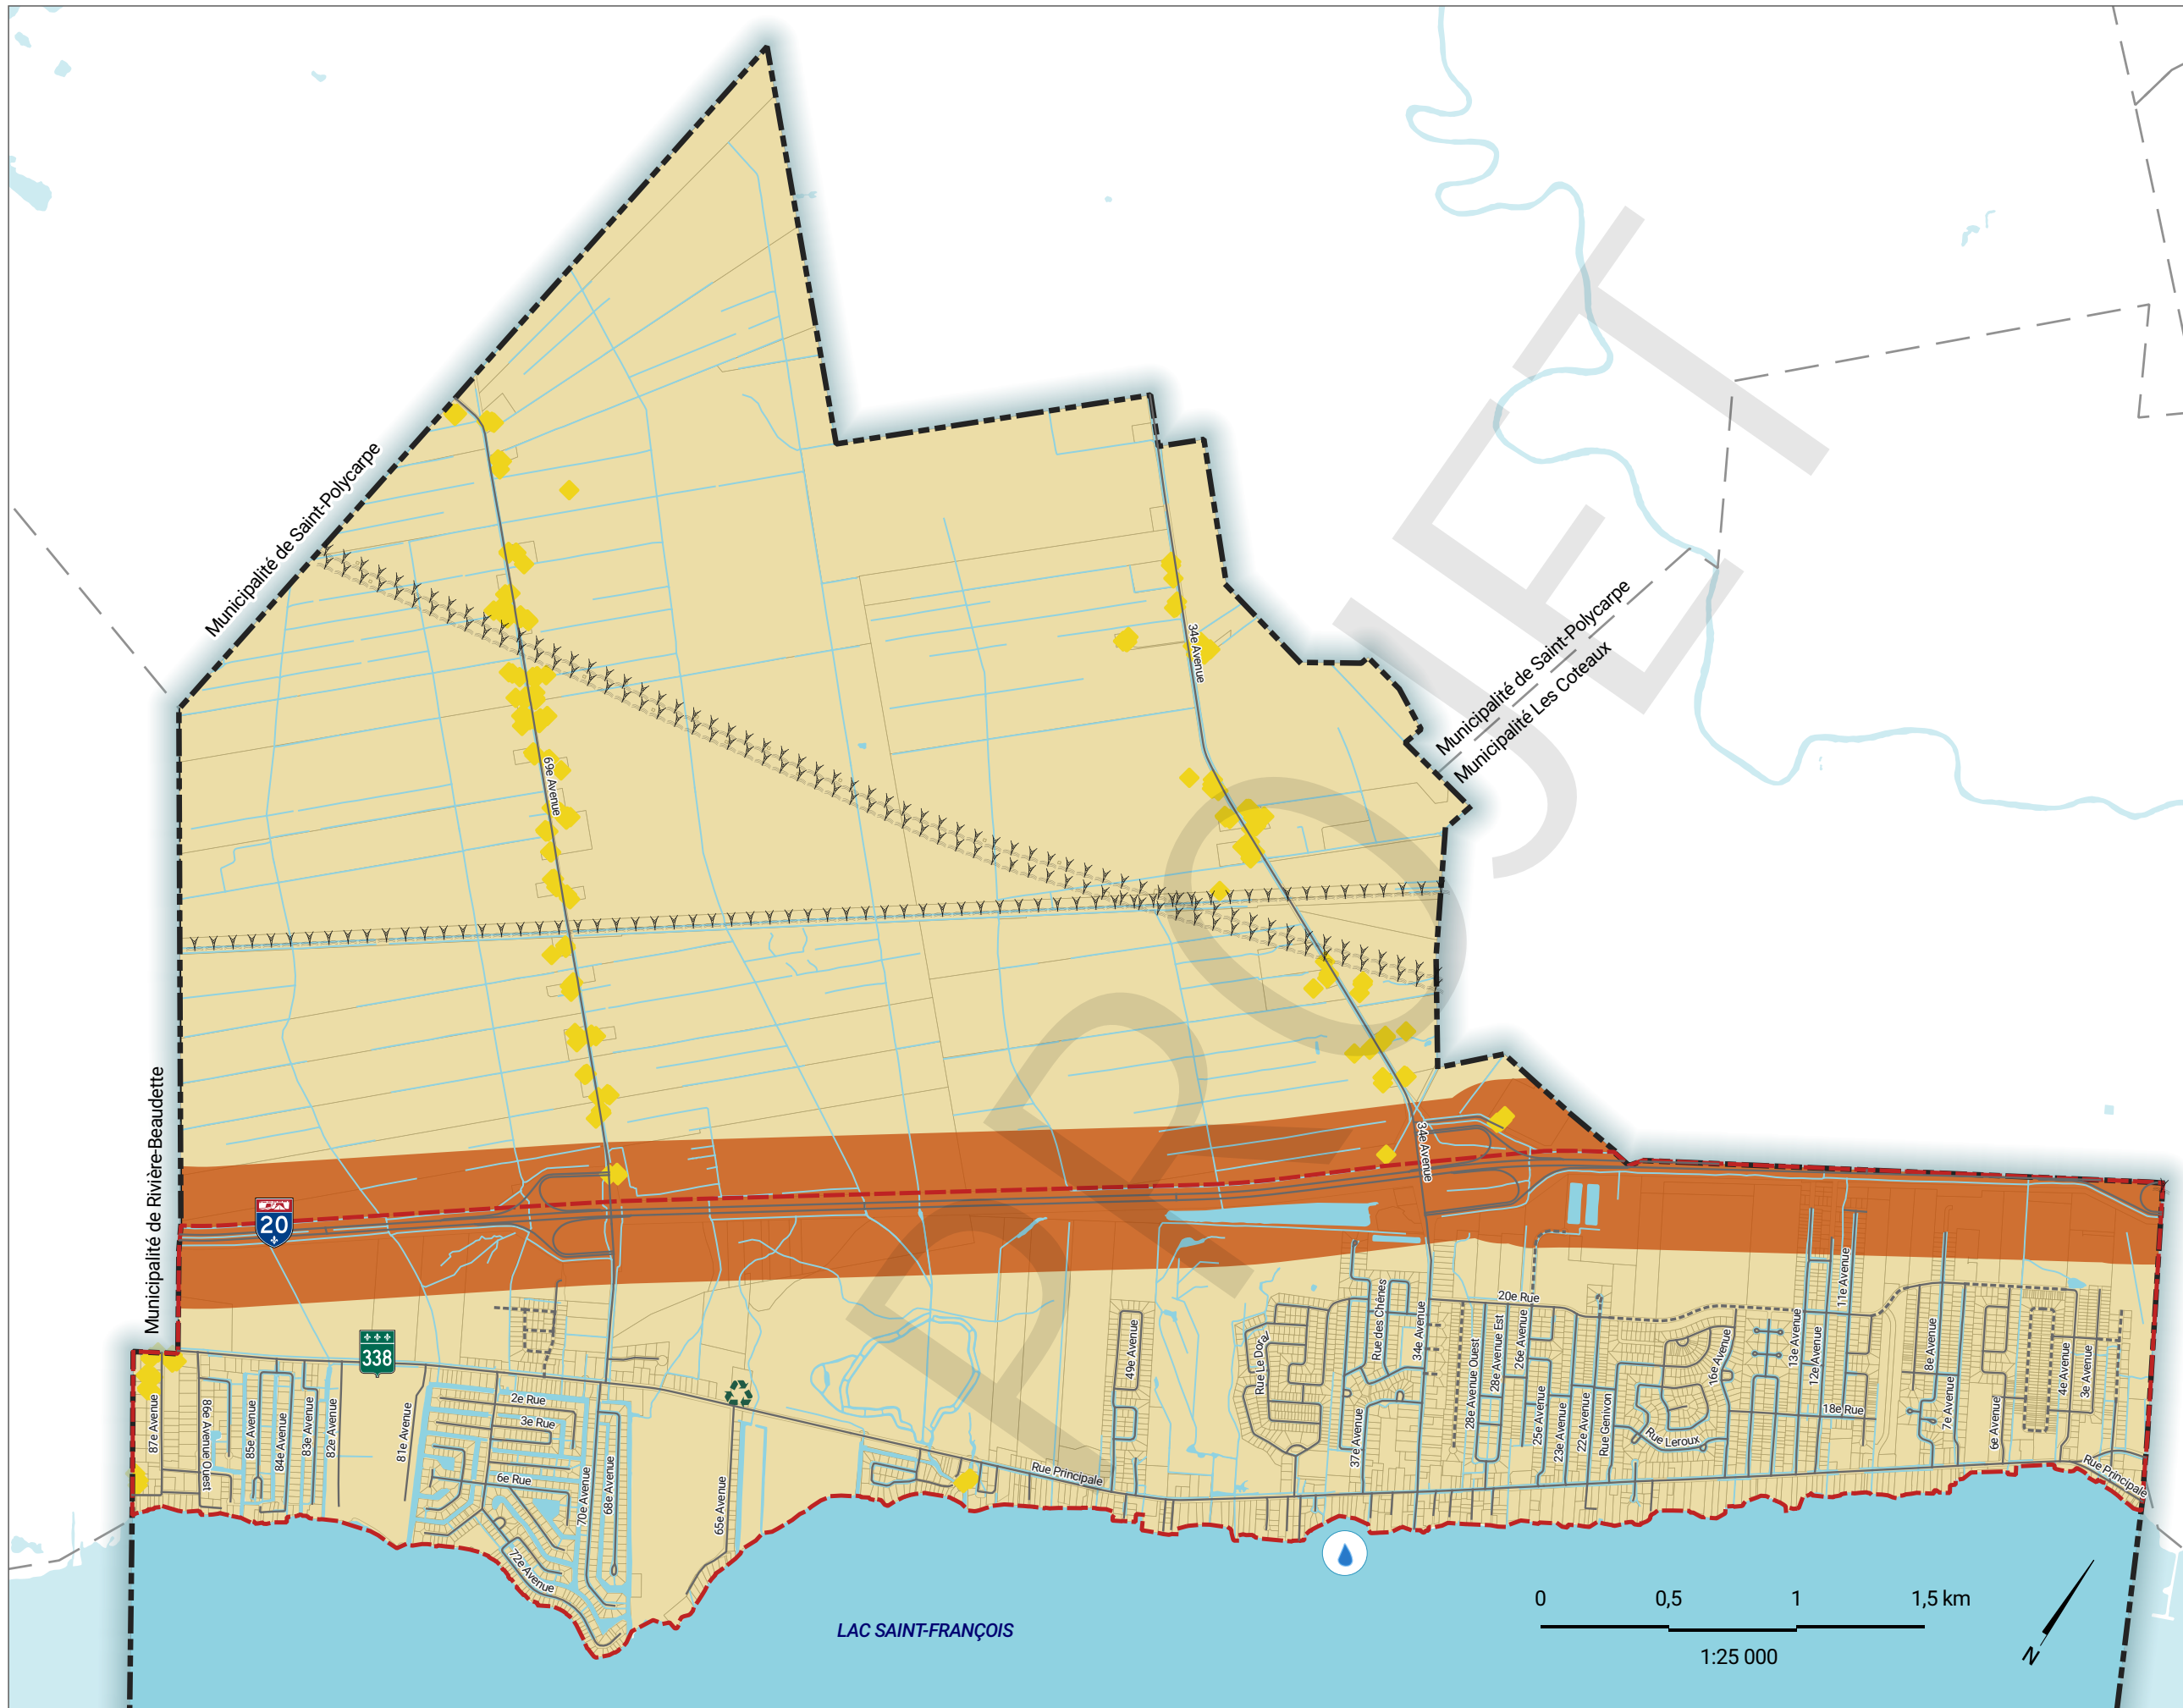 Municipalité de Saint-Polycarpe
Municipalité de Saint-Polycarpe
Municipalité Les Coteaux
Municipalité de Rivière-Beaudette
PROJET
69e Avenue
34e Avenue
34e Avenue
20
338
87e Avenue
86e Avenue Ouest
85e Avenue
84e Avenue
83e Avenue
82e Avenue
81e Avenue
2e Rue
3e Rue
6e Rue
70e Avenue
68e Avenue
72e Avenue
65e Avenue
Rue Principale
49e Avenue
Rue Le Doral
37e Avenue
Rue des Chênes
34e Avenue
20e Rue
28e Avenue Ouest
28e Avenue Est
26e Avenue
25e Avenue
23e Avenue
22e Avenue
Rue Genivon
Rue Leroux
16e Avenue
13e Avenue
12e Avenue
11e Avenue
18e Rue
8e Avenue
7e Avenue
6e Avenue
4e Avenue
3e Avenue
Rue Principale
LAC SAINT-FRANÇOIS
0 0,5 1 1,5 km
1:25 000
N